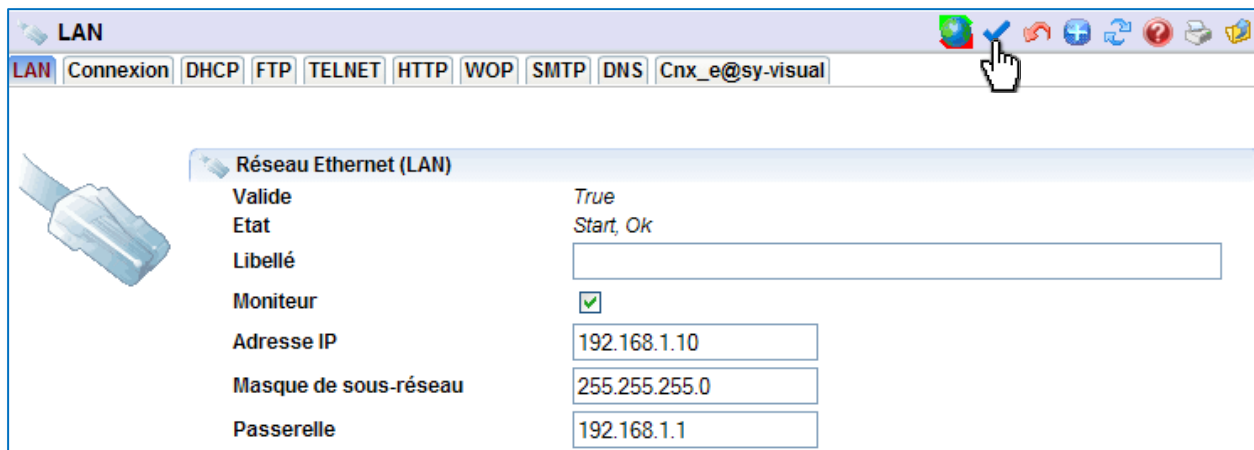 LAN
LAN Connexion DHCP FTP TELNET HTTP WOP SMTP DNS Cnx_e@sy-visual
Réseau Ethernet (LAN)
Valide True
Etat Start, Ok
Libellé
Moniteur
Adresse IP 192.168.1.10
Masque de sous-réseau 255.255.255.0
Passerelle 192.168.1.1